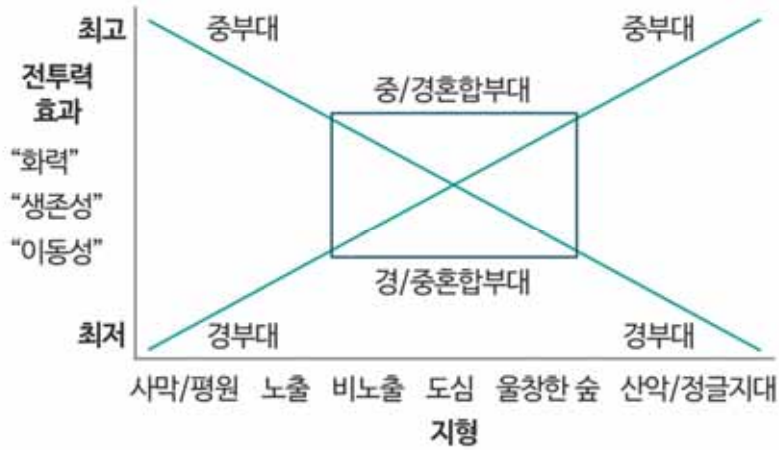 최고
중부대
중부대
전투력
효과
중/경혼합부대
“화력”
“생존성”
“이동성”
경/중혼합부대
최저
경부대
경부대
사막/평원 노출 비노출 도심 울창한 숲 산악/정글지대
지형